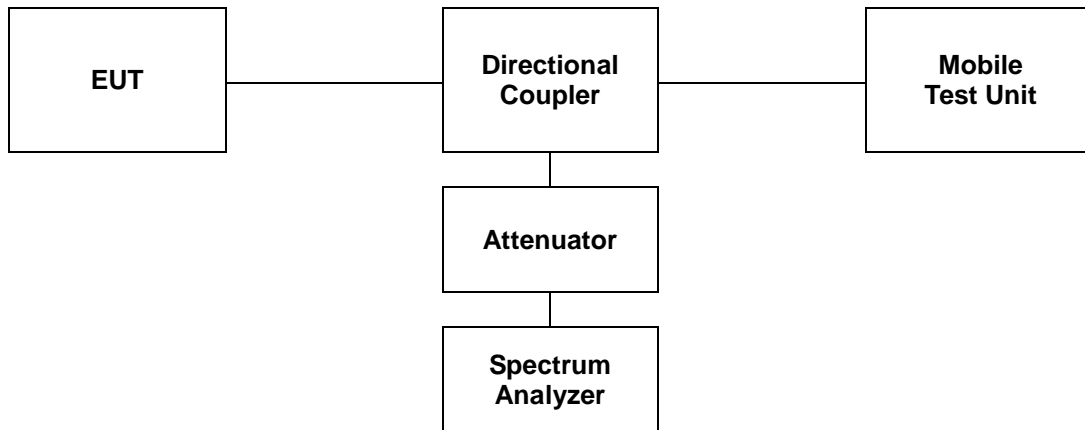 EUT
Directional
Coupler
Mobile
Test Unit
Attenuator
Spectrum
Analyzer